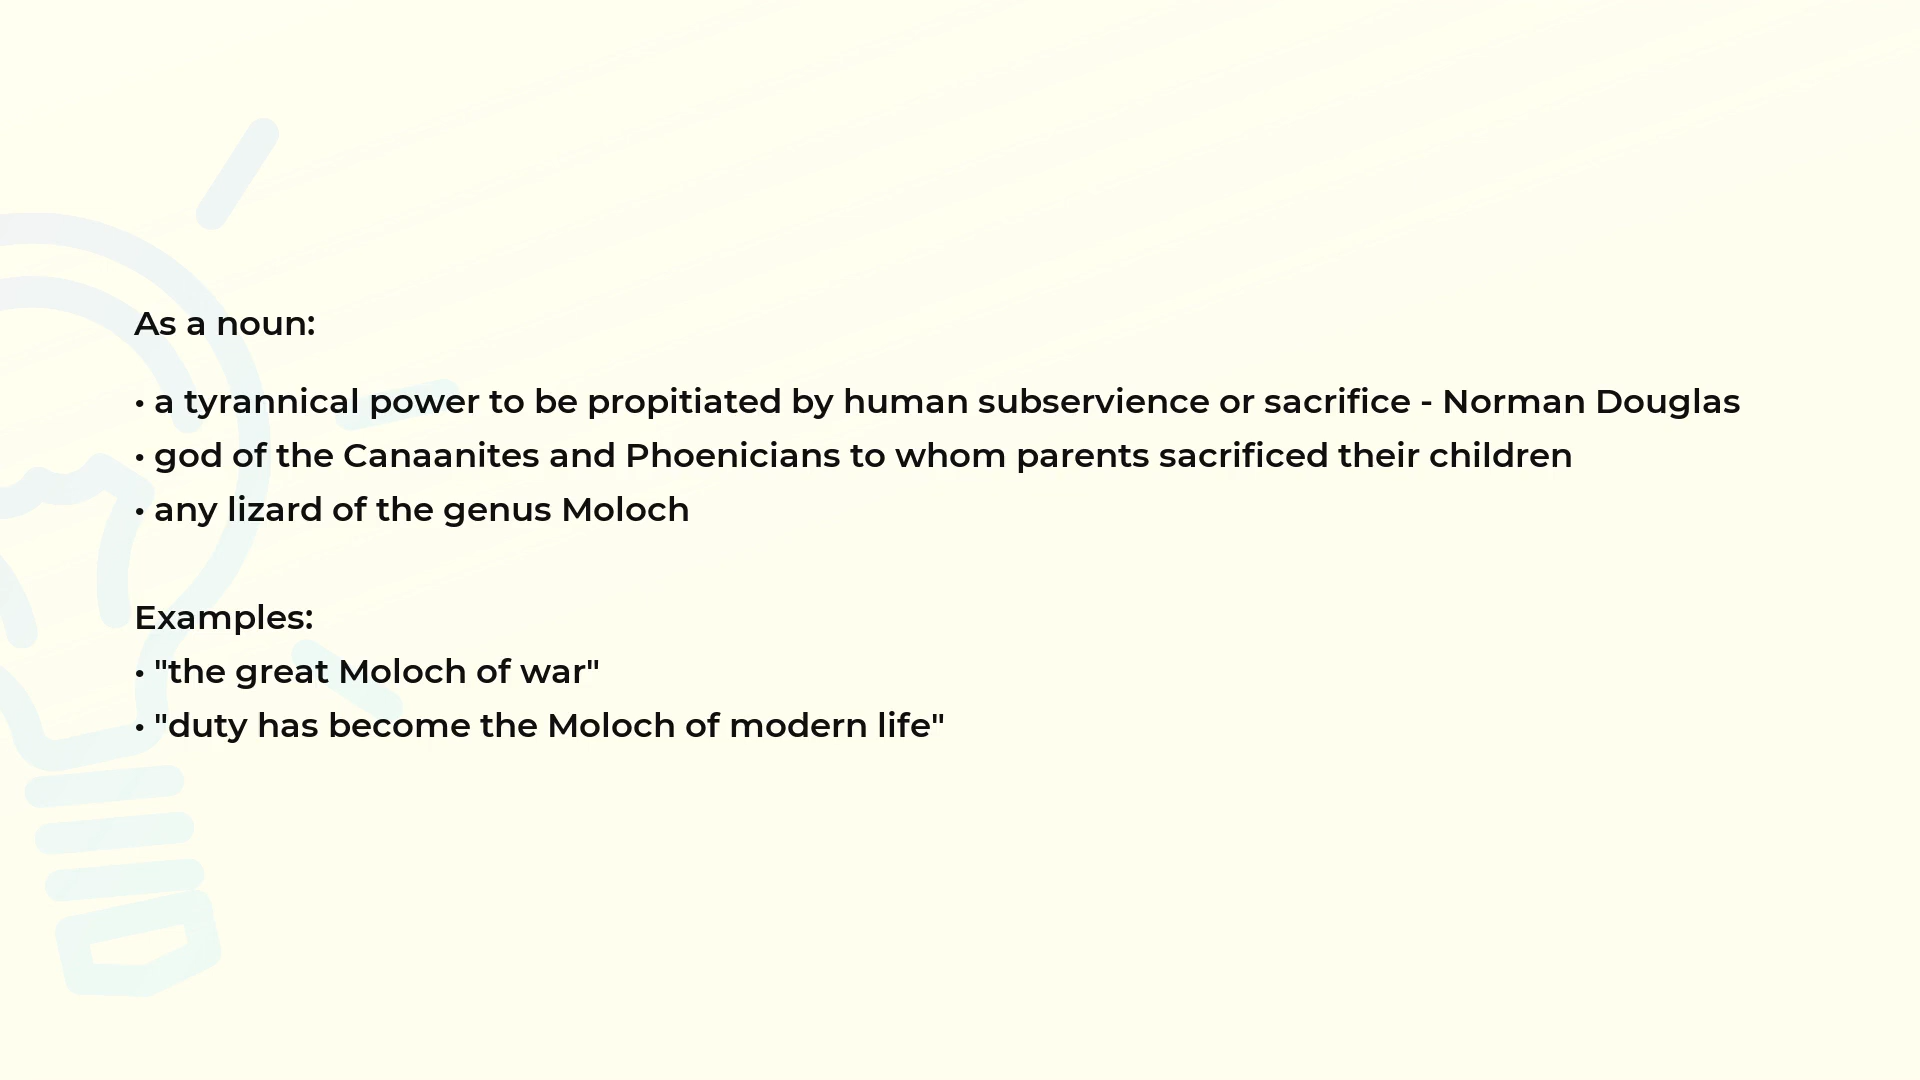 As a noun:
• a tyrannical power to be propitiated by human subservience or sacrifice - Norman Douglas
• god of the Canaanites and Phoenicians to whom parents sacrificed their children
• any lizard of the genus Moloch
Examples:
• "the great Moloch of war"
• "duty has become the Moloch of modern life"